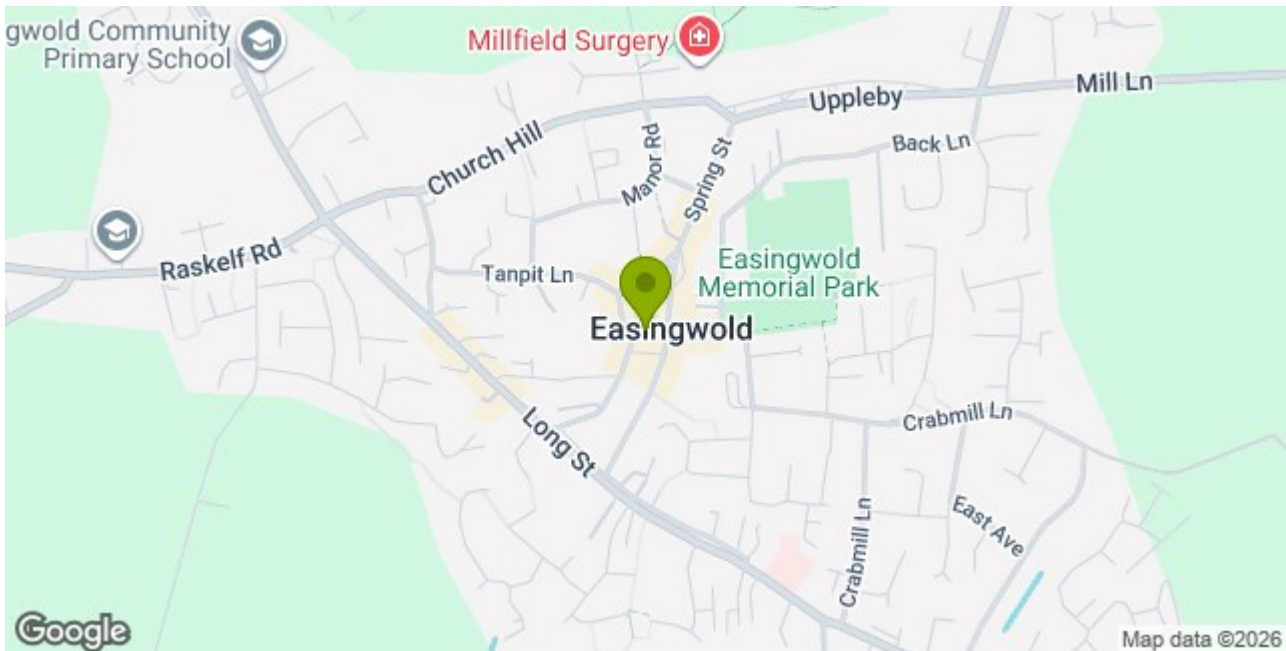 gwold Community
Primary School
Millfield Surgery
Mill Ln
Uppleby
Back Ln
Church Hill
Manor Rd
Spring St
Raskelf Rd
Tanpit Ln
Easingwold
Memorial Park
Easingwold
Crabmill Ln
Long St
East Ave
Crabmill Ln
Google
Map data ©2026